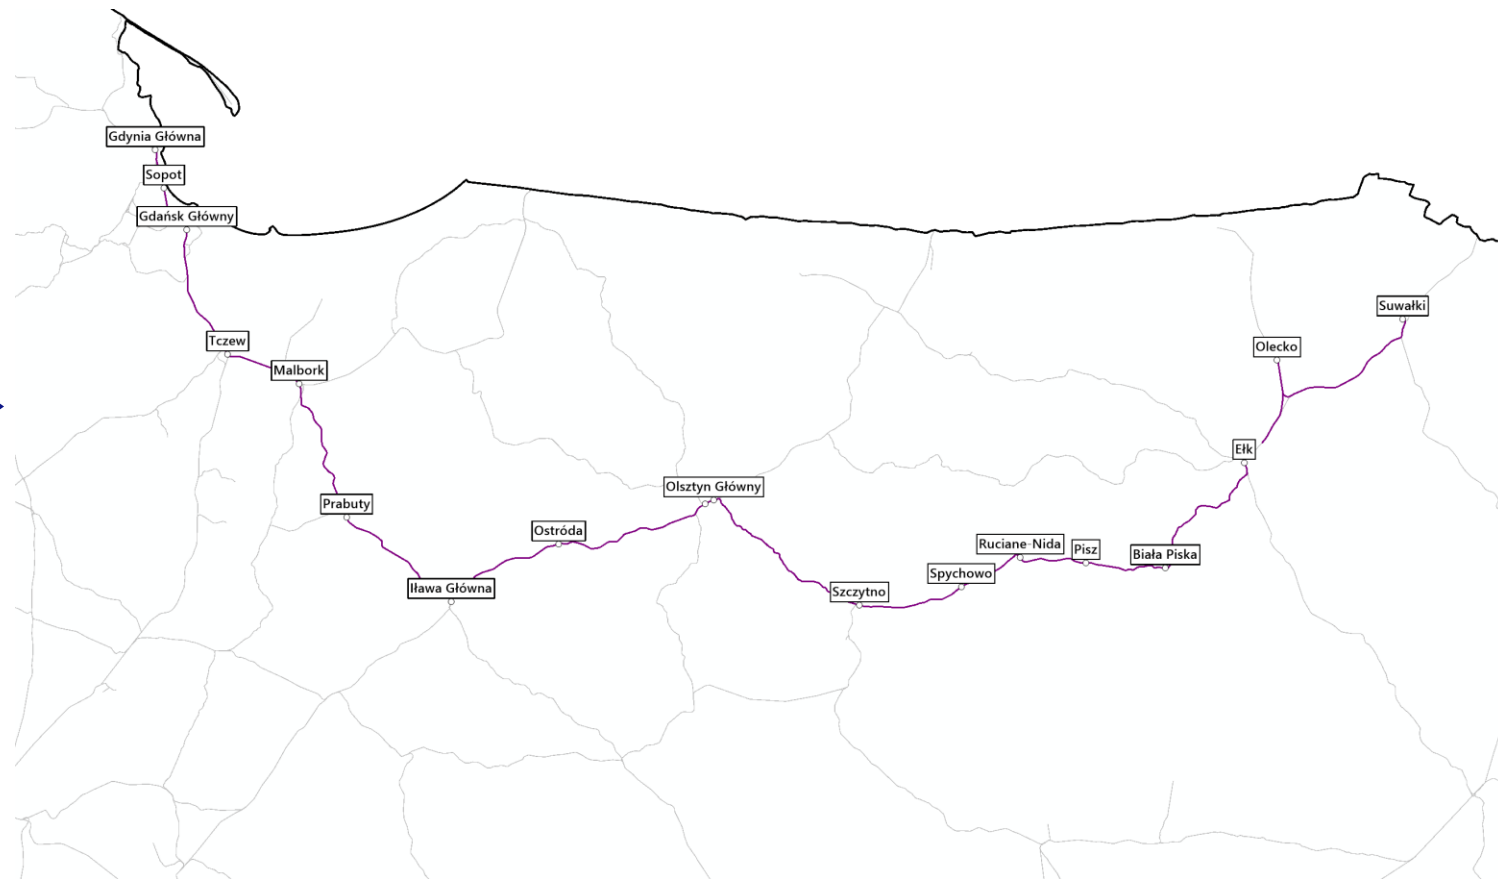 Gdynia Główna
Sopot
Gdańsk Główny
Tczew
Malbork
Prabuty
Iława Główna
Ostróda
Olsztyn Główny
Szczytno
Spychowo
Ruciane-Nida
Pisz
Biała Piska
Ełk
Olecko
Suwałki